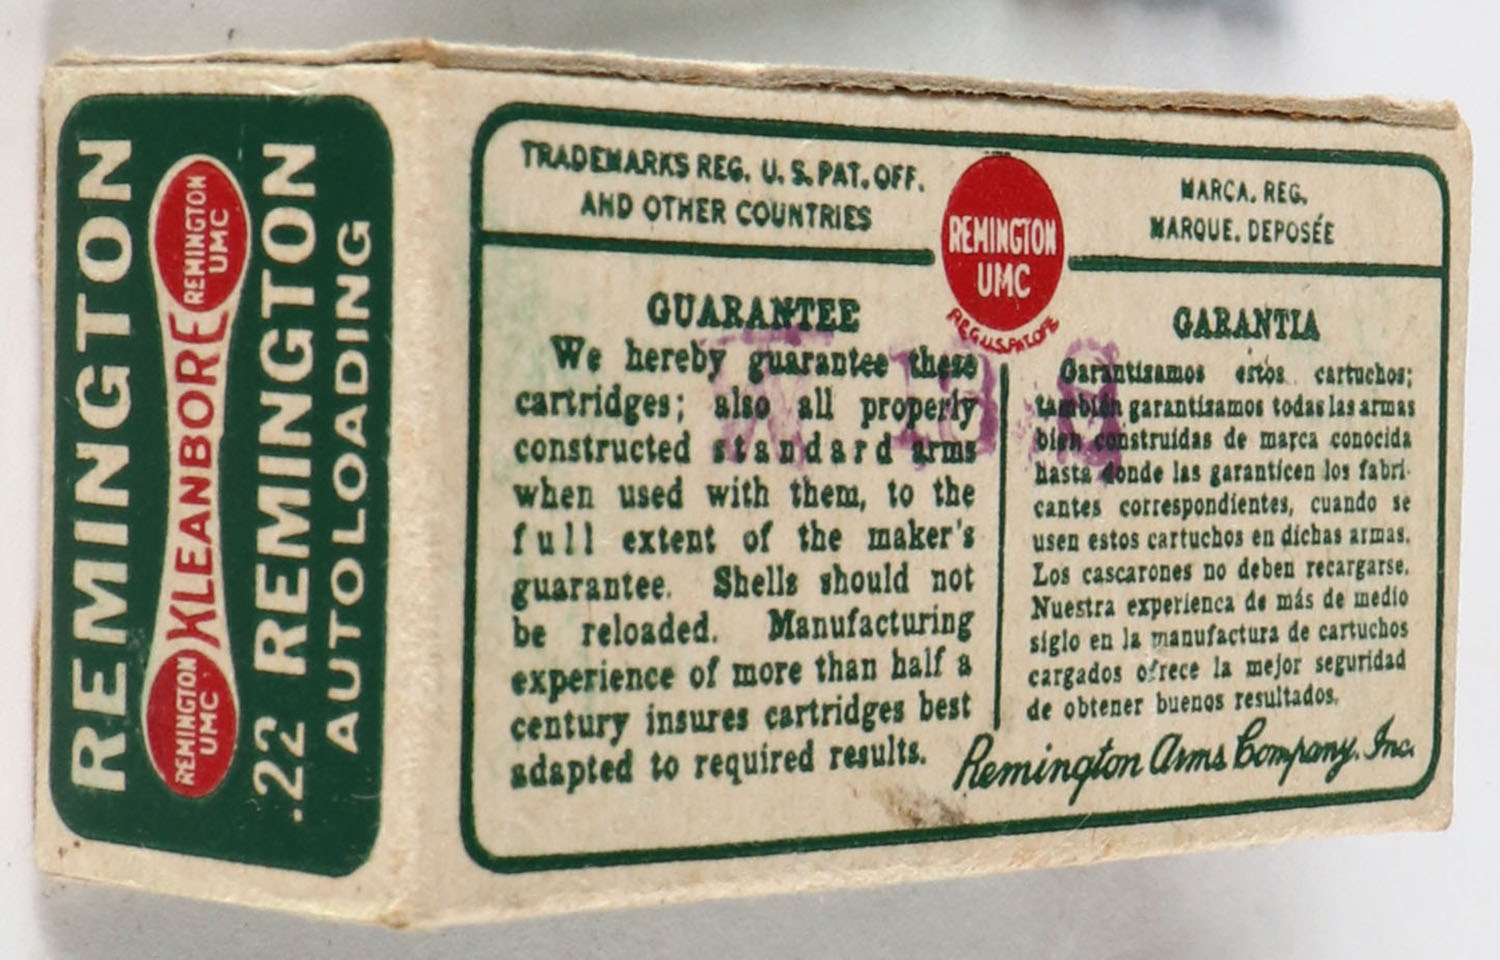 REMINGTON
REMINGTON
UMC
KLEANBORE
REMINGTON
UMC
.22 REMINGTON
AUTOLOADING
TRADEMARKS REG. U. S. PAT. OFF.
AND OTHER COUNTRIES
REMINGTON
UMC
REG.U.S.PAT.OFF.
MARCA. REG.
MARQUE. DEPOSÉE
GUARANTEE
We hereby guarantee these
cartridges; also all properly
constructed standard arms
when used with them, to the
full extent of the maker's
guarantee. Shells should not
be reloaded. Manufacturing
experience of more than half a
century insures cartridges best
adapted to required results.
GARANTIA
Garantisamos estos cartuchos;
tambien garantizamos todas las armas
bien construidas de marca conocida
hasta donde las garanticen los fabri-
cantes correspondientes, cuando se
usen estos cartuchos en dichas armas.
Los cascarones no deben recargarse.
Nuestra experienca de más de medio
siglo en la manufactura de cartuchos
cargados ofrece la mejor seguridad
de obtener buenos resultados.
Remington Arms Company. Inc.